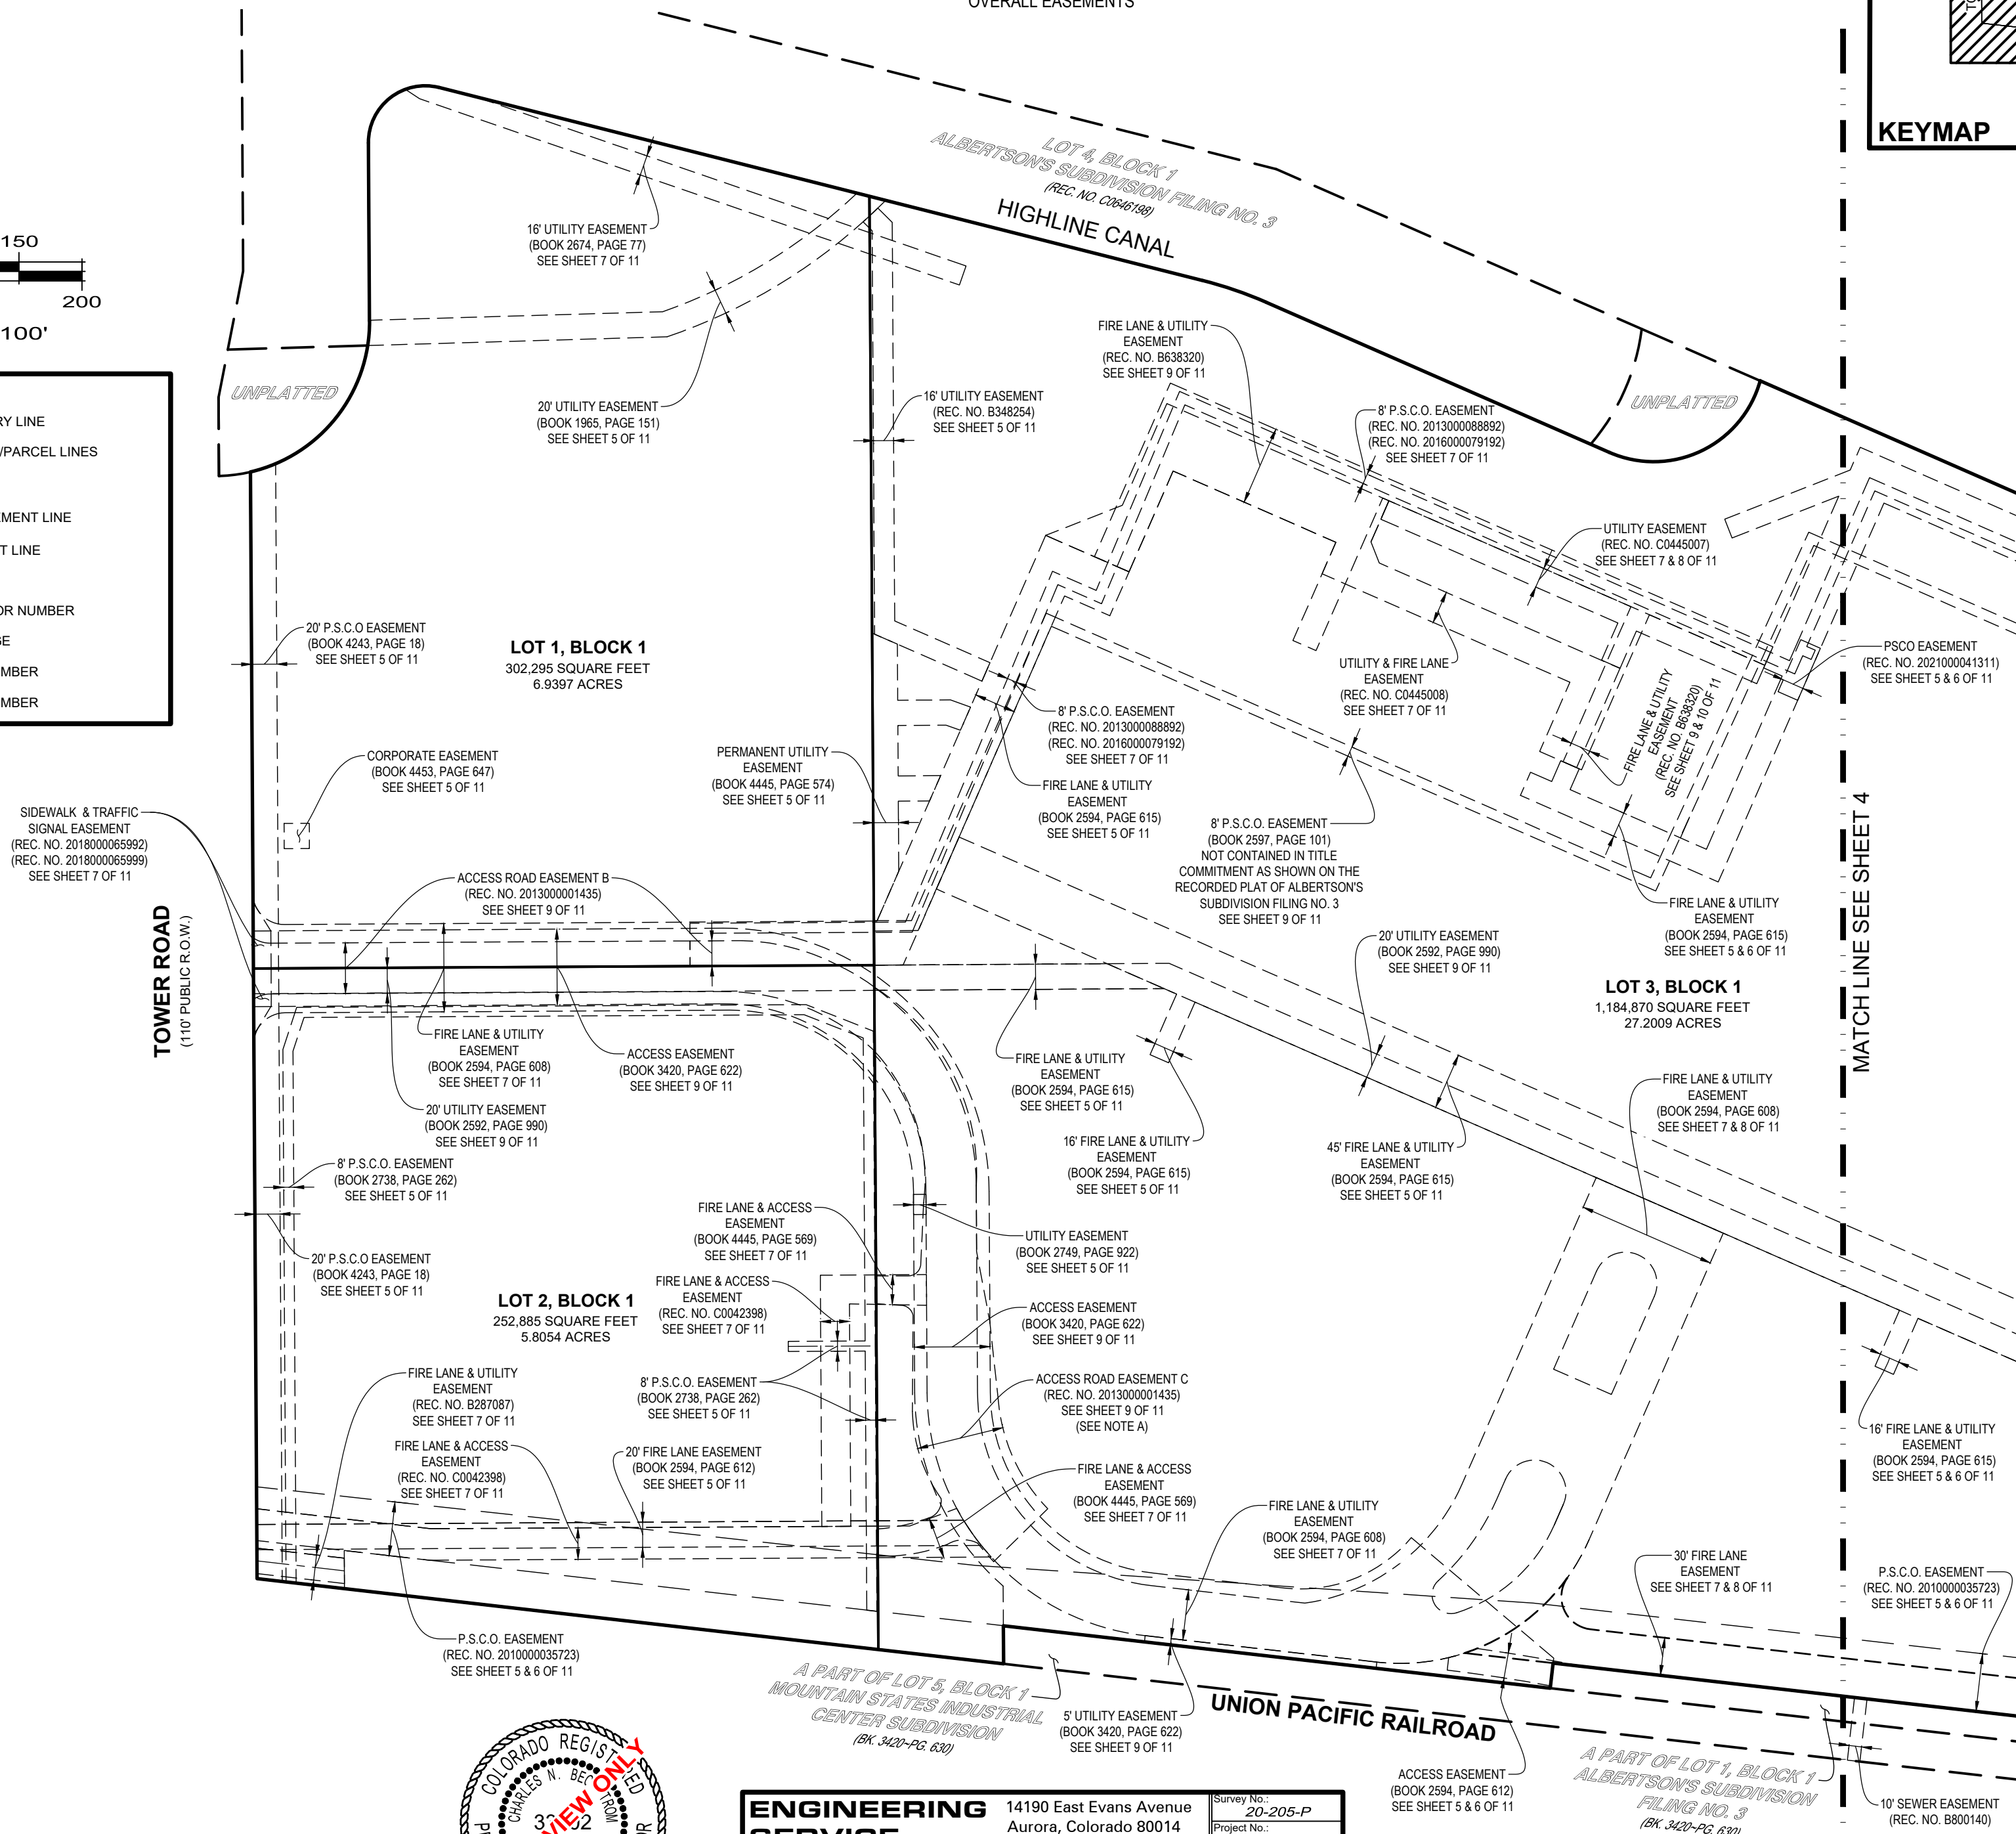 OVERALL EASEMENTS
KEYMAP
150
200
100'
RY LINE
/PARCEL LINES
EMENT LINE
T LINE
OR NUMBER
GE
MBER
MBER
LOT 4, BLOCK 1
ALBERTSON'S SUBDIVISION FILING NO. 3
(REC. NO. C0646198)
HIGHLINE CANAL
16' UTILITY EASEMENT
(BOOK 2674, PAGE 77)
SEE SHEET 7 OF 11
UNPLATTED
20' UTILITY EASEMENT
(BOOK 1965, PAGE 151)
SEE SHEET 5 OF 11
16' UTILITY EASEMENT
(REC. NO. B348254)
SEE SHEET 5 OF 11
FIRE LANE & UTILITY
EASEMENT
(REC. NO. B638320)
SEE SHEET 9 OF 11
8' P.S.C.O. EASEMENT
(REC. NO. 2013000088892)
(REC. NO. 2016000079192)
SEE SHEET 7 OF 11
UNPLATTED
UTILITY EASEMENT
(REC. NO. C0445007)
SEE SHEET 7 & 8 OF 11
20' P.S.C.O EASEMENT
(BOOK 4243, PAGE 18)
SEE SHEET 5 OF 11
LOT 1, BLOCK 1
302,295 SQUARE FEET
6.9397 ACRES
UTILITY & FIRE LANE
EASEMENT
(REC. NO. C0445008)
SEE SHEET 7 OF 11
PSCO EASEMENT
(REC. NO. 2021000041311)
SEE SHEET 5 & 6 OF 11
FIRE LANE & UTILITY
EASEMENT
(REC. NO. B638320)
SEE SHEET 9 & 10 OF 11
8' P.S.C.O. EASEMENT
(REC. NO. 2013000088892)
(REC. NO. 2016000079192)
SEE SHEET 7 OF 11
CORPORATE EASEMENT
(BOOK 4453, PAGE 647)
SEE SHEET 5 OF 11
PERMANENT UTILITY
EASEMENT
(BOOK 4445, PAGE 574)
SEE SHEET 5 OF 11
FIRE LANE & UTILITY
EASEMENT
(BOOK 2594, PAGE 615)
SEE SHEET 5 OF 11
SIDEWALK & TRAFFIC
SIGNAL EASEMENT
(REC. NO. 2018000065992)
(REC. NO. 2018000065999)
SEE SHEET 7 OF 11
8' P.S.C.O. EASEMENT
(BOOK 2597, PAGE 101)
NOT CONTAINED IN TITLE
COMMITMENT AS SHOWN ON THE
RECORDED PLAT OF ALBERTSON'S
SUBDIVISION FILING NO. 3
SEE SHEET 9 OF 11
MATCH LINE SEE SHEET 4
ACCESS ROAD EASEMENT B
(REC. NO. 2013000001435)
SEE SHEET 9 OF 11
FIRE LANE & UTILITY
EASEMENT
(BOOK 2594, PAGE 615)
SEE SHEET 5 & 6 OF 11
TOWER ROAD
(110' PUBLIC R.O.W.)
20' UTILITY EASEMENT
(BOOK 2592, PAGE 990)
SEE SHEET 9 OF 11
LOT 3, BLOCK 1
1,184,870 SQUARE FEET
27.2009 ACRES
FIRE LANE & UTILITY
EASEMENT
(BOOK 2594, PAGE 608)
SEE SHEET 7 OF 11
ACCESS EASEMENT
(BOOK 3420, PAGE 622)
SEE SHEET 9 OF 11
FIRE LANE & UTILITY
EASEMENT
(BOOK 2594, PAGE 615)
SEE SHEET 5 OF 11
FIRE LANE & UTILITY
EASEMENT
(BOOK 2594, PAGE 608)
SEE SHEET 7 & 8 OF 11
20' UTILITY EASEMENT
(BOOK 2592, PAGE 990)
SEE SHEET 9 OF 11
16' FIRE LANE & UTILITY
EASEMENT
(BOOK 2594, PAGE 615)
SEE SHEET 5 OF 11
45' FIRE LANE & UTILITY
EASEMENT
(BOOK 2594, PAGE 615)
SEE SHEET 5 OF 11
8' P.S.C.O. EASEMENT
(BOOK 2738, PAGE 262)
SEE SHEET 5 OF 11
FIRE LANE & ACCESS
EASEMENT
(BOOK 4445, PAGE 569)
SEE SHEET 7 OF 11
UTILITY EASEMENT
(BOOK 2749, PAGE 922)
SEE SHEET 5 OF 11
20' P.S.C.O EASEMENT
(BOOK 4243, PAGE 18)
SEE SHEET 5 OF 11
LOT 2, BLOCK 1
252,885 SQUARE FEET
5.8054 ACRES
FIRE LANE & ACCESS
EASEMENT
(REC. NO. C0042398)
SEE SHEET 7 OF 11
ACCESS EASEMENT
(BOOK 3420, PAGE 622)
SEE SHEET 9 OF 11
FIRE LANE & UTILITY
EASEMENT
(REC. NO. B287087)
SEE SHEET 7 OF 11
8' P.S.C.O. EASEMENT
(BOOK 2738, PAGE 262)
SEE SHEET 5 OF 11
ACCESS ROAD EASEMENT C
(REC. NO. 2013000001435)
SEE SHEET 9 OF 11
(SEE NOTE A)
16' FIRE LANE & UTILITY
EASEMENT
(BOOK 2594, PAGE 615)
SEE SHEET 5 & 6 OF 11
FIRE LANE & ACCESS
EASEMENT
(REC. NO. C0042398)
SEE SHEET 7 OF 11
20' FIRE LANE EASEMENT
(BOOK 2594, PAGE 612)
SEE SHEET 5 OF 11
FIRE LANE & ACCESS
EASEMENT
(BOOK 4445, PAGE 569)
SEE SHEET 7 OF 11
FIRE LANE & UTILITY
EASEMENT
(BOOK 2594, PAGE 608)
SEE SHEET 7 OF 11
30' FIRE LANE
EASEMENT
SEE SHEET 7 & 8 OF 11
P.S.C.O. EASEMENT
(REC. NO. 2010000035723)
SEE SHEET 5 & 6 OF 11
P.S.C.O. EASEMENT
(REC. NO. 2010000035723)
SEE SHEET 5 & 6 OF 11
A PART OF LOT 5, BLOCK 1
MOUNTAIN STATES INDUSTRIAL
CENTER SUBDIVISION
(BK. 3420-PG. 630)
5' UTILITY EASEMENT
(BOOK 3420, PAGE 622)
SEE SHEET 9 OF 11
UNION PACIFIC RAILROAD
ACCESS EASEMENT
(BOOK 2594, PAGE 612)
SEE SHEET 5 & 6 OF 11
A PART OF LOT 1, BLOCK 1
ALBERTSON'S SUBDIVISION
FILING NO. 3
(BK. 3420-PG. 630)
10' SEWER EASEMENT
(REC. NO. B800140)
COLORADO REGISTERED
CHARLES N. BEC TROM
VIEW ONLY
ENGINEERING
SERVICE
14190 East Evans Avenue
Aurora, Colorado 80014
Survey No.:
20-205-P
Project No.: